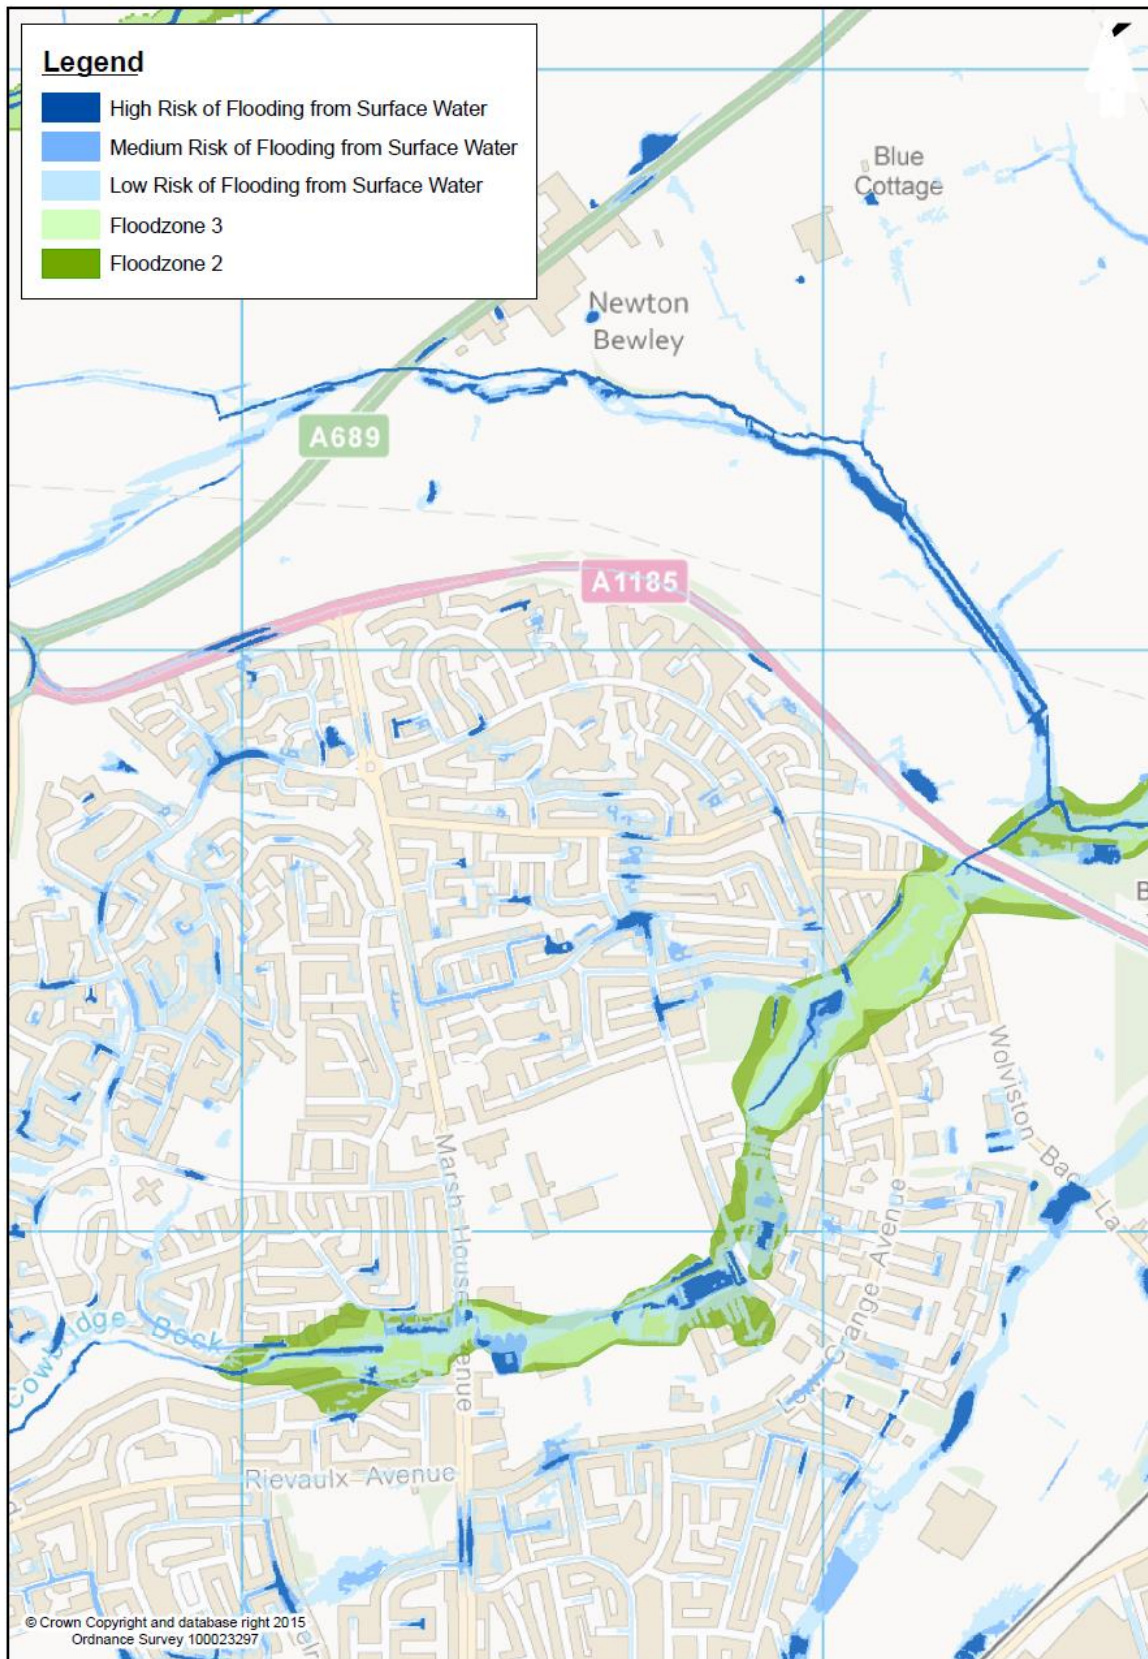 Legend
High Risk of Flooding from Surface Water
Medium Risk of Flooding from Surface Water
Low Risk of Flooding from Surface Water
Floodzone 3
Floodzone 2
Blue
Cottage
Newton
Bewley
A689
A1185
B
Wolviston Back La
Marsh House Avenue
Low Grange Avenue
Cowbridge Beck
Rievaulx Avenue
© Crown Copyright and database right 2015
Ordnance Survey 100023297